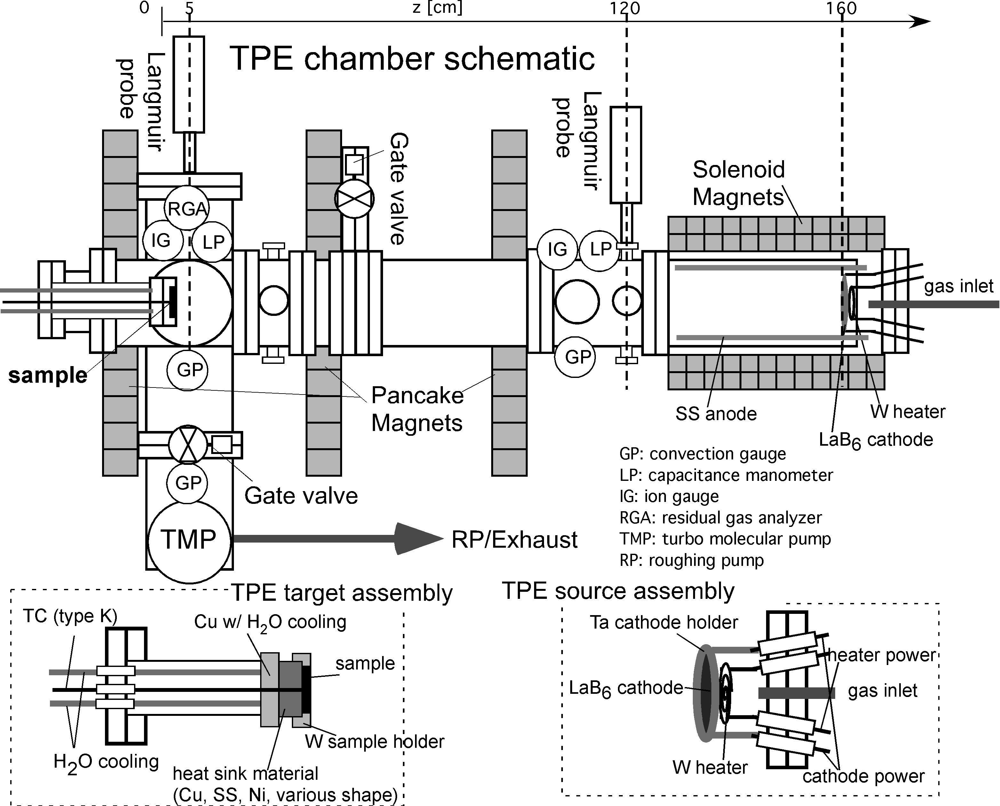 0 5 z [cm] 120 160
TPE chamber schematic
Langmuir
probe
Gate valve
Langmuir
probe
Solenoid
Magnets
RGA
IG
LP
IG
LP
gas inlet
sample
GP
GP
Pancake
Magnets
SS anode
W heater
LaB6 cathode
GP
Gate valve
TMP
RP/Exhaust
GP: convection gauge
LP: capacitance manometer
IG: ion gauge
RGA: residual gas analyzer
TMP: turbo molecular pump
RP: roughing pump
TPE target assembly
TC (type K)
Cu w/ H2O cooling
sample
W sample holder
H2O cooling
heat sink material
(Cu, SS, Ni, various shape)
TPE source assembly
Ta cathode holder
heater power
LaB6 cathode
gas inlet
W heater
cathode power